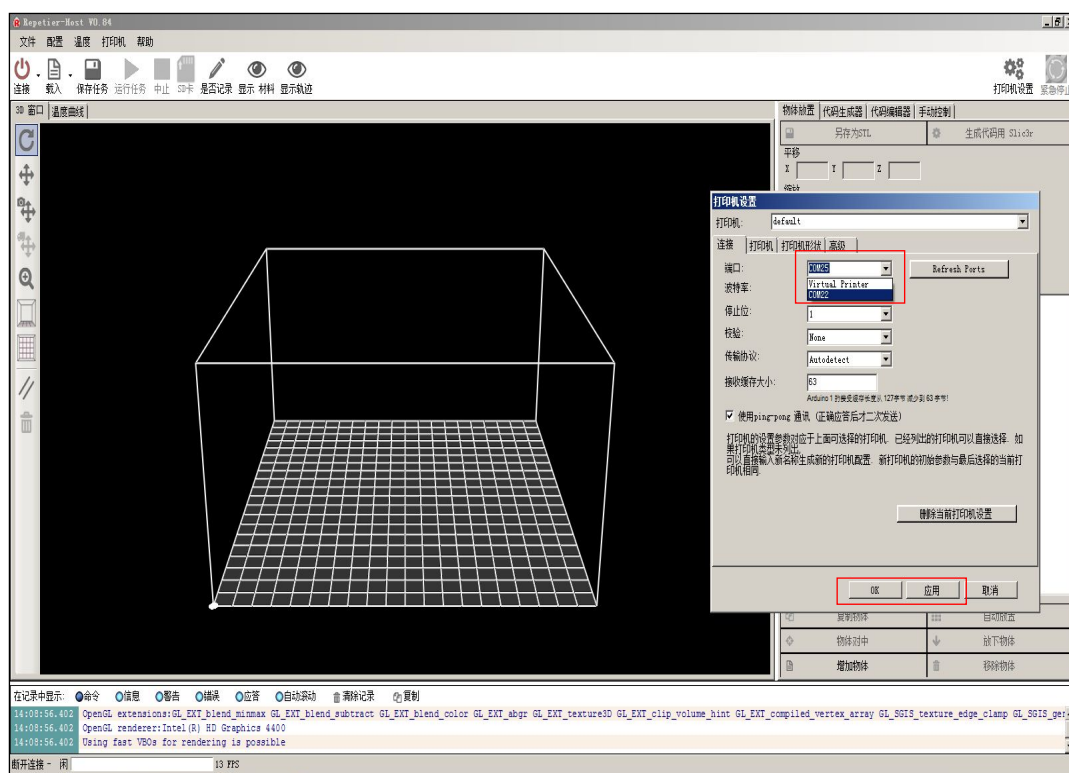 Repetier-Host V0.84
文件 配置 温度 打印机 帮助
连接 载入 保存任务 运行任务 中止 SD卡 是否记录 显示 材料 显示轨迹 打印机设置 紧急停止
3D 窗口 温度曲线
物体放置 代码生成器 代码编辑器 手动控制
另存为STL 生成代码用 Slic3r
平移
X Y Z
缩放
打印机设置
打印机: default
连接 打印机 打印机形状 高级
端口: COM25 Refresh Ports
Virtual Printer
波特率:
COM22
停止位: 1
校验: None
传输协议: Autodetect
接收缓存大小: 63
Arduino 1 的接受缓存长度从 127字节 减少到 63 字节!
使用ping-pong 通讯 (正确应答后才二次发送)
打印机的设置参数对应于上面可选择的打印机. 已经列出的打印机可以直接选择. 如
果打印机类型未列出.
可以直接输入新名称生成新的打印机配置. 新打印机的初始参数与最后选择的当前打
印机相同.
删除当前打印机设置
OK 应用 取消
复制物体 自动放置
物体对中 放下物体
增加物体 移除物体
在记录中显示: 命令 信息 警告 错误 应答 自动滚动 清除记录 复制
14:08:56.402 OpenGL extensions:GL_EXT_blend_minmax GL_EXT_blend_subtract GL_EXT_blend_color GL_EXT_abgr GL_EXT_texture3D GL_EXT_clip_volume_hint GL_EXT_compiled_vertex_array GL_SGIS_texture_edge_clamp GL_SGIS_gen
14:08:56.402 OpenGL renderer:Intel(R) HD Graphics 4400
14:08:56.402 Using fast VBOs for rendering is possible
断开连接 - 闲 13 FPS